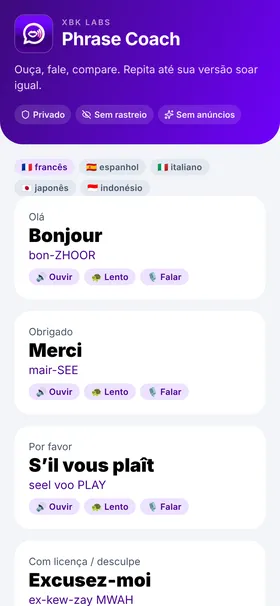 XBK LABS
Phrase Coach
Ouça, fale, compare. Repita até sua versão soar
igual.
Privado
Sem rastreio
Sem anúncios
francês
espanhol
italiano
japonês
indonésio
Olá
Bonjour
bon-ZHOOR
Ouvir
Lento
Falar
Obrigado
Merci
mair-SEE
Ouvir
Lento
Falar
Por favor
S’il vous plaît
seel voo PLAY
Ouvir
Lento
Falar
Com licença / desculpe
Excusez-moi
ex-kew-zay MWAH